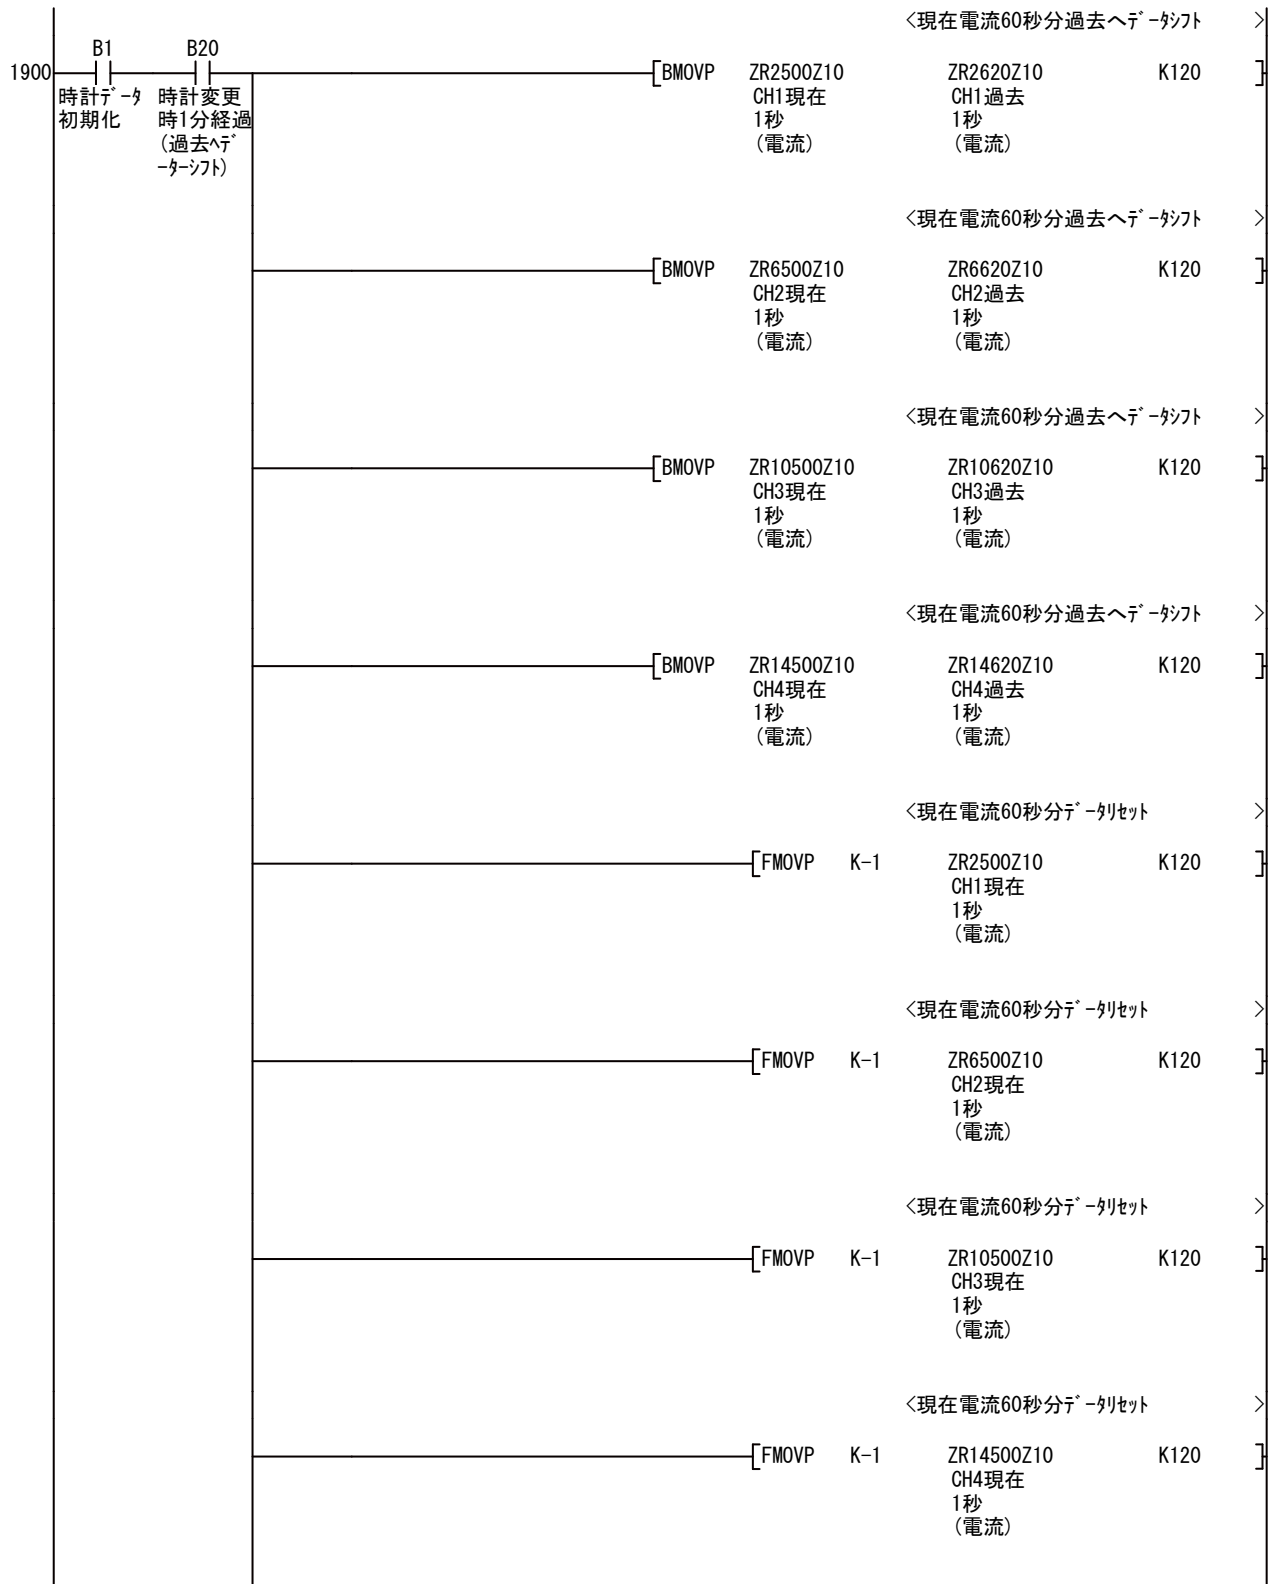 <現在電流60秒分過去へﾃﾞｰﾀｼﾌﾄ >
B1 B20
1900 [BMOVP ZR2500Z10 ZR2620Z10 K120 ]
時計ﾃﾞｰﾀ 時計変更 CH1現在 CH1過去
初期化 時1分経過 1秒 1秒
(過去へﾃﾞ (電流) (電流)
ｰﾀｰｼﾌﾄ)
<現在電流60秒分過去へﾃﾞｰﾀｼﾌﾄ >
[BMOVP ZR6500Z10 ZR6620Z10 K120 ]
CH2現在 CH2過去
1秒 1秒
(電流) (電流)
<現在電流60秒分過去へﾃﾞｰﾀｼﾌﾄ >
[BMOVP ZR10500Z10 ZR10620Z10 K120 ]
CH3現在 CH3過去
1秒 1秒
(電流) (電流)
<現在電流60秒分過去へﾃﾞｰﾀｼﾌﾄ >
[BMOVP ZR14500Z10 ZR14620Z10 K120 ]
CH4現在 CH4過去
1秒 1秒
(電流) (電流)
<現在電流60秒分ﾃﾞｰﾀﾘｾｯﾄ >
[FMOVP K-1 ZR2500Z10 K120 ]
CH1現在
1秒
(電流)
<現在電流60秒分ﾃﾞｰﾀﾘｾｯﾄ >
[FMOVP K-1 ZR6500Z10 K120 ]
CH2現在
1秒
(電流)
<現在電流60秒分ﾃﾞｰﾀﾘｾｯﾄ >
[FMOVP K-1 ZR10500Z10 K120 ]
CH3現在
1秒
(電流)
<現在電流60秒分ﾃﾞｰﾀﾘｾｯﾄ >
[FMOVP K-1 ZR14500Z10 K120 ]
CH4現在
1秒
(電流)